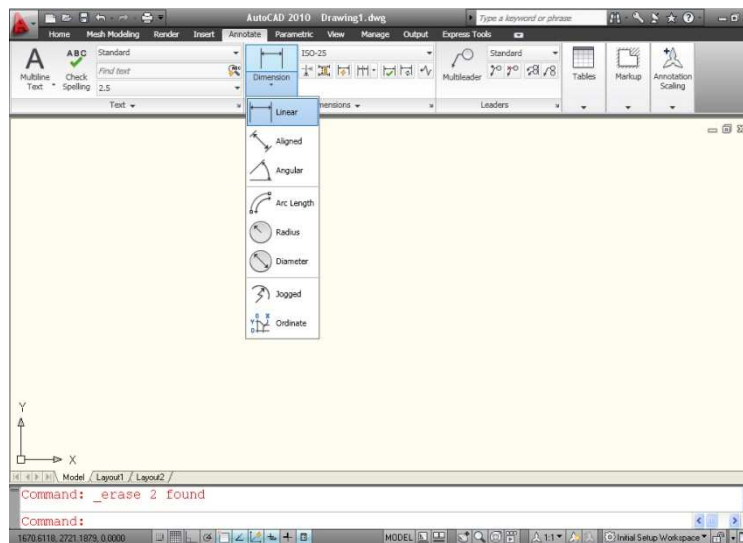 AutoCAD 2010 Drawing1.dwg
Type a keyword or phrase
Home Mesh Modeling Render Insert Annotate Parametric View Manage Output Express Tools
A ABC Standard ISO-25 Standard
Find text
Multiline Text Check Spelling 2.5 Dimension Multileader Tables Markup Annotation Scaling
Text Leaders
Linear
Aligned
Angular
Arc Length
Radius
Diameter
Jogged
Ordinate
Y
X
Model Layout1 Layout2
Command: _erase 2 found
Command:
1670.6118, 2721.1879, 0.0000 MODEL 1:1 Initial Setup Workspace